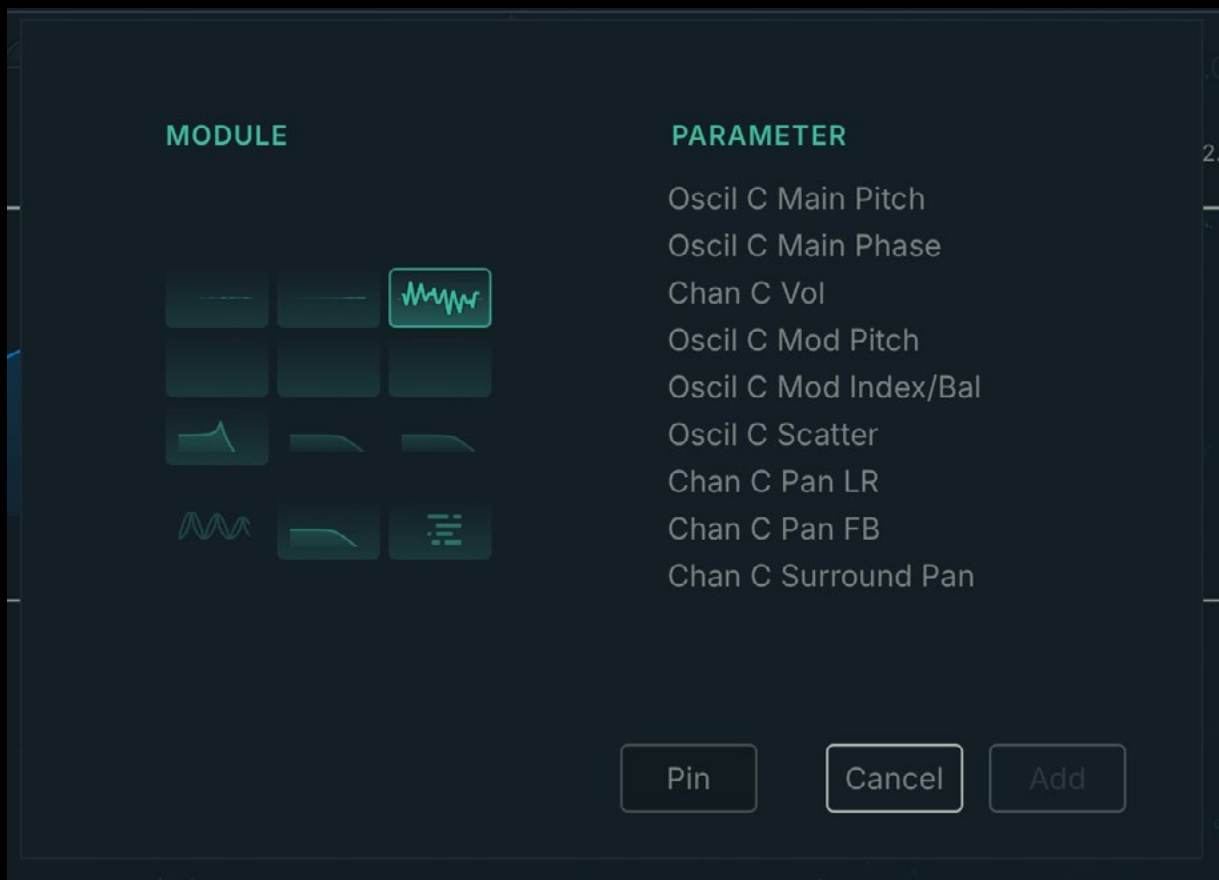 MODULE
PARAMETER
Oscil C Main Pitch
Oscil C Main Phase
Chan C Vol
Oscil C Mod Pitch
Oscil C Mod Index/Bal
Oscil C Scatter
Chan C Pan LR
Chan C Pan FB
Chan C Surround Pan
Pin
Cancel
Add